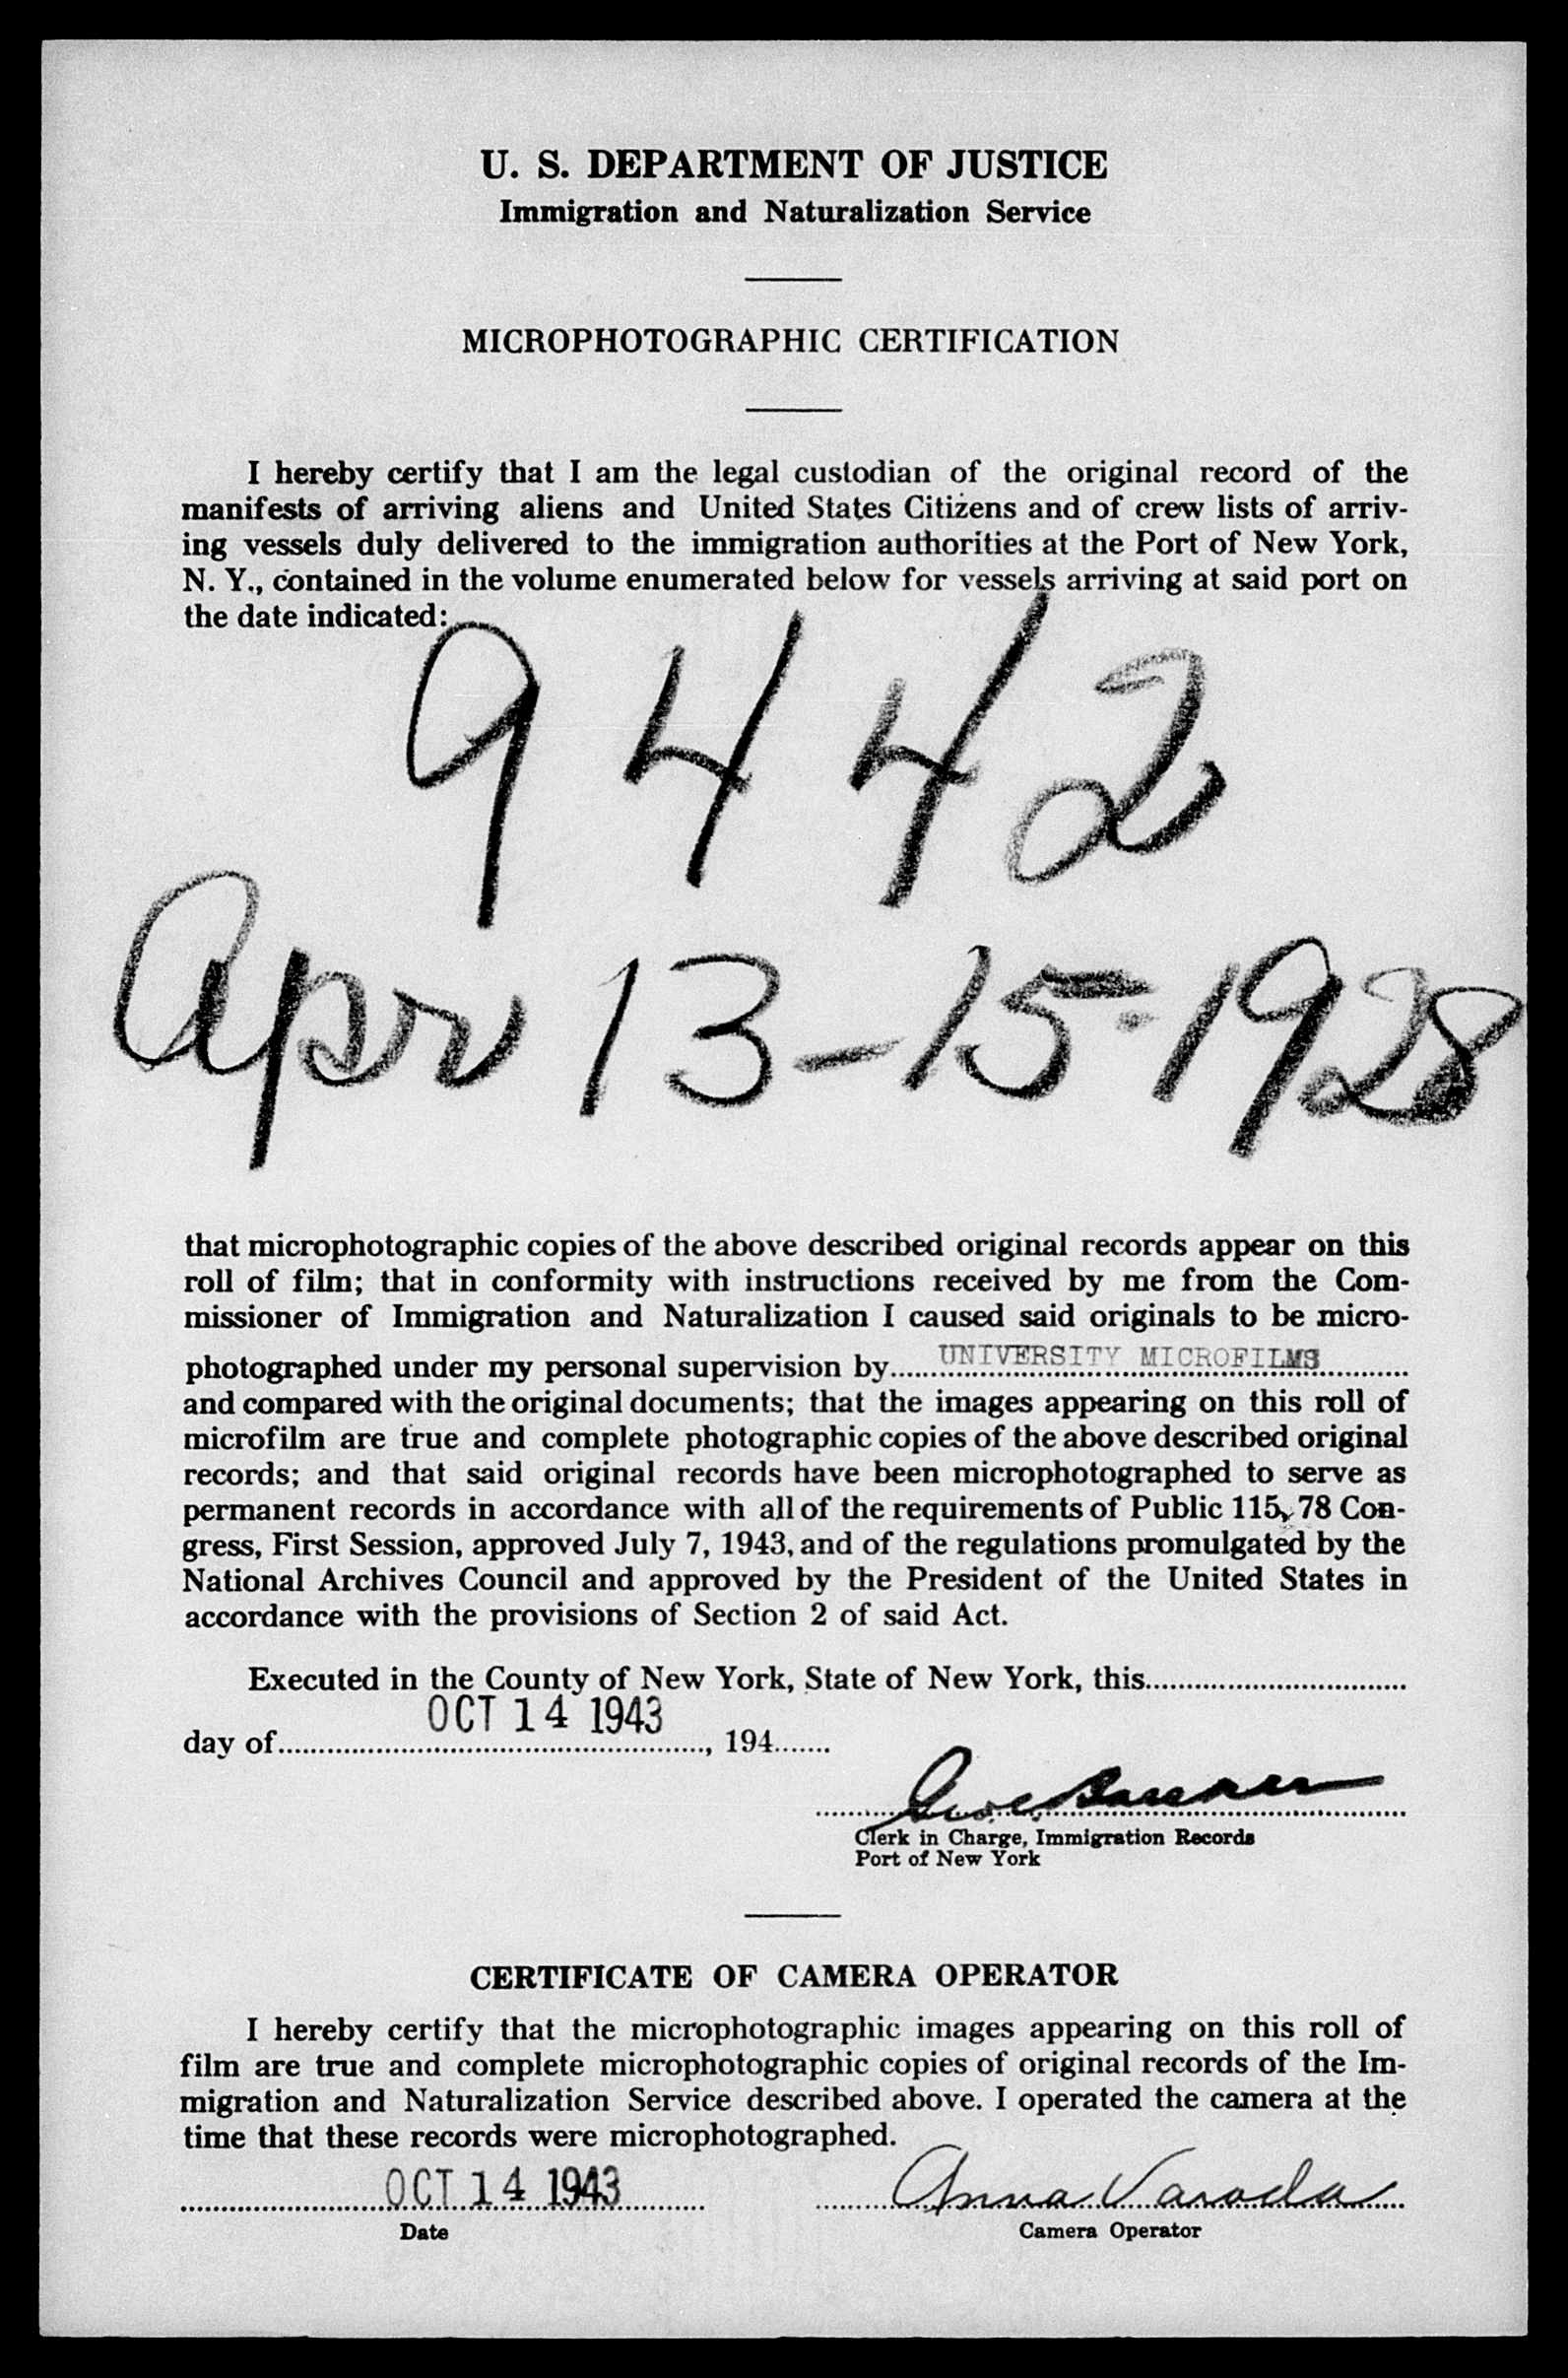 U. S. DEPARTMENT OF JUSTICE
Immigration and Naturalization Service
MICROPHOTOGRAPHIC CERTIFICATION
I hereby certify that I am the legal custodian of the original record of the
manifests of arriving aliens and United States Citizens and of crew lists of arriv-
ing vessels duly delivered to the immigration authorities at the Port of New York,
N. Y., contained in the volume enumerated below for vessels arriving at said port on
the date indicated:
9442
Apr 13-15-1928
that microphotographic copies of the above described original records appear on this
roll of film; that in conformity with instructions received by me from the Com-
missioner of Immigration and Naturalization I caused said originals to be micro-
photographed under my personal supervision by UNIVERSITY MICROFILMS
and compared with the original documents; that the images appearing on this roll of
microfilm are true and complete photographic copies of the above described original
records; and that said original records have been microphotographed to serve as
permanent records in accordance with all of the requirements of Public 115, 78 Con-
gress, First Session, approved July 7, 1943, and of the regulations promulgated by the
National Archives Council and approved by the President of the United States in
accordance with the provisions of Section 2 of said Act.
Executed in the County of New York, State of New York, this
OCT 14 1943
day of , 194
Clerk in Charge, Immigration Records
Port of New York
CERTIFICATE OF CAMERA OPERATOR
I hereby certify that the microphotographic images appearing on this roll of
film are true and complete microphotographic copies of original records of the Im-
migration and Naturalization Service described above. I operated the camera at the
time that these records were microphotographed.
OCT 14 1943 Anna Varada
Date Camera Operator